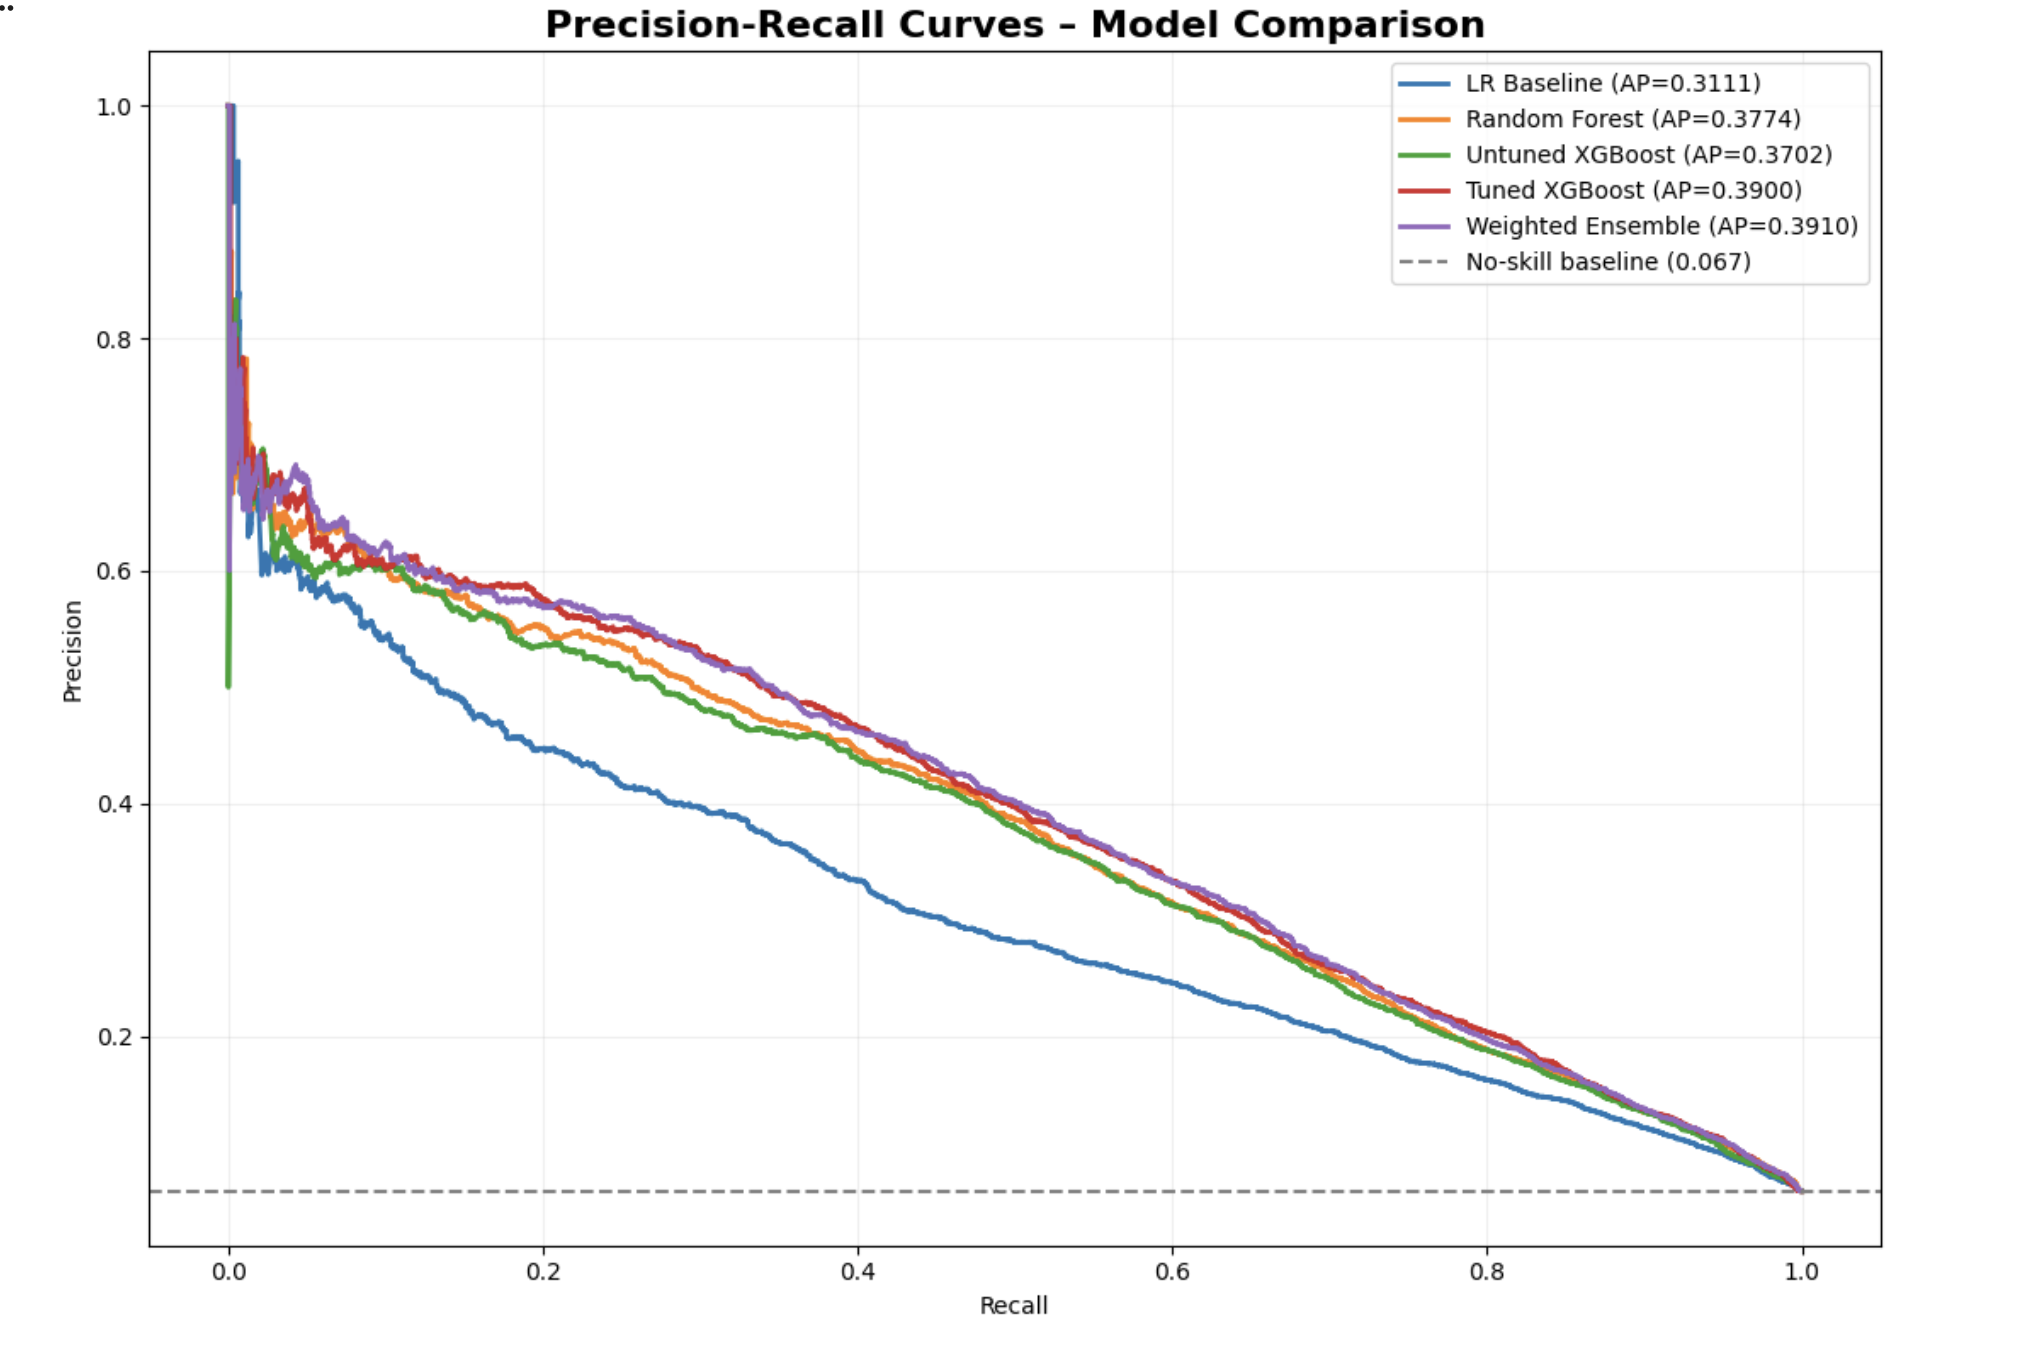 Precision-Recall Curves – Model Comparison
LR Baseline (AP=0.3111)
Random Forest (AP=0.3774)
Untuned XGBoost (AP=0.3702)
Tuned XGBoost (AP=0.3900)
Weighted Ensemble (AP=0.3910)
No-skill baseline (0.067)
1.0
0.8
0.6
0.4
0.2
Precision
0.0
0.2
0.4
0.6
0.8
1.0
Recall